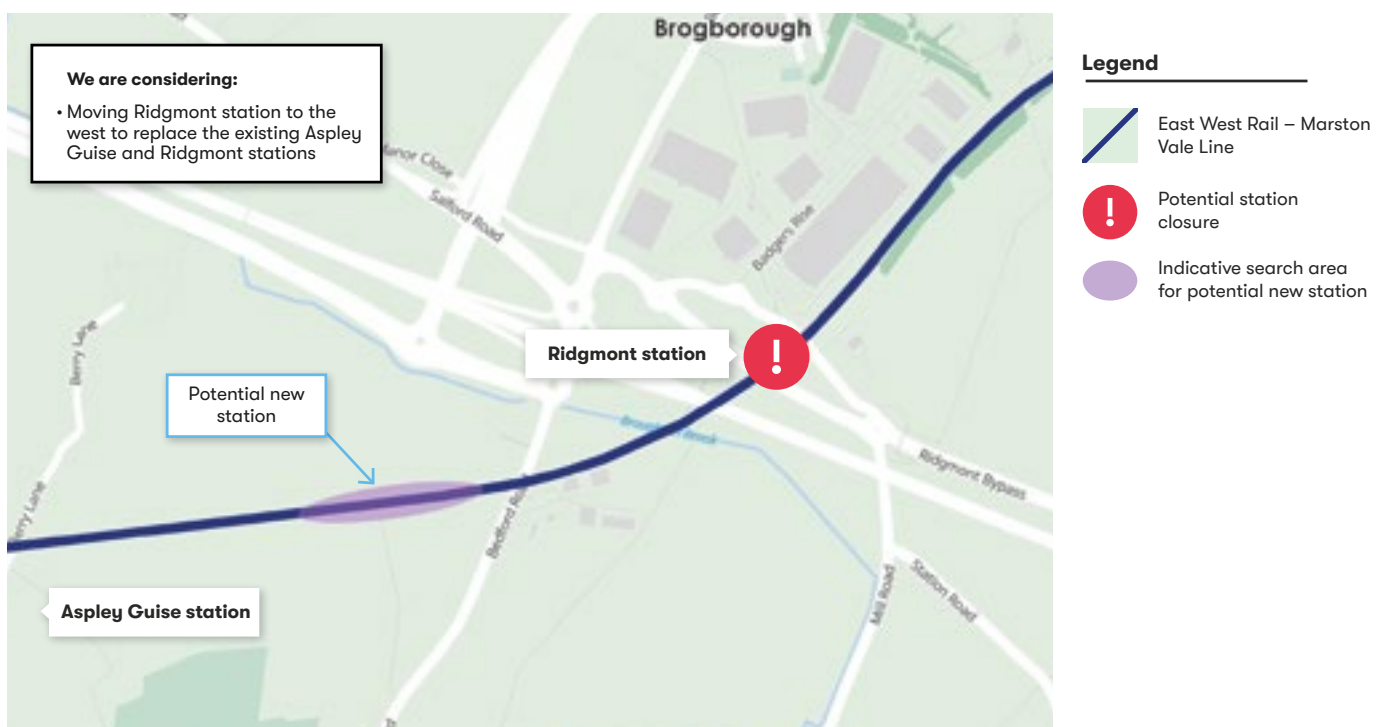 Brogborough
We are considering:
• Moving Ridgmont station to the
west to replace the existing Aspley
Guise and Ridgmont stations
Manor Close
Salford Road
Badgers Rise
Berry Lane
Ridgmont station
Potential new
station
Ridgmont Bypass
Berry Lane
Bedford Road
Aspley Guise station
Mill Road
Station Road
Legend
East West Rail – Marston
Vale Line
Potential station
closure
Indicative search area
for potential new station